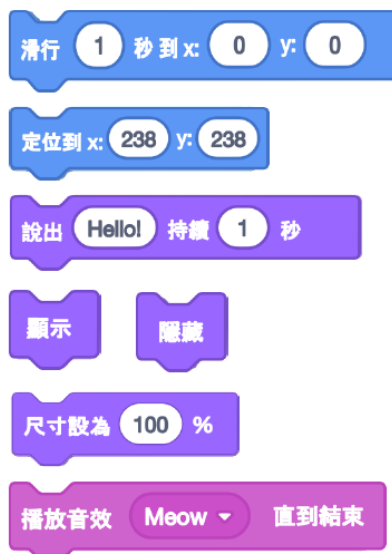 滑行 1 秒到 x: 0 y: 0
定位到 x: 238 y: 238
說出 Hello! 持續 1 秒
顯示 隱藏
尺寸設為 100 %
播放音效 Meow 直到結束